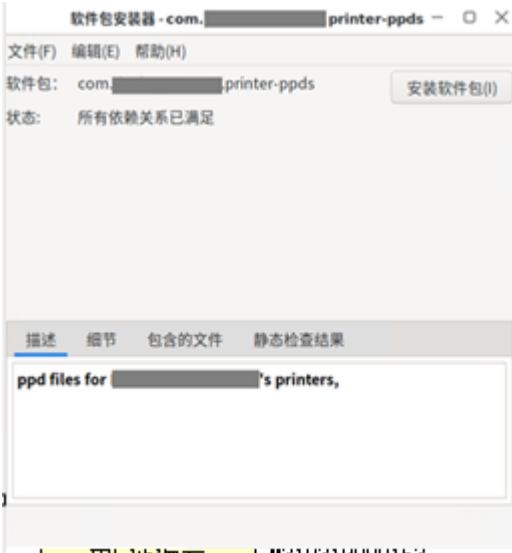 软件包安装器 - com. printer-ppds
文件(F) 编辑(E) 帮助(H)
软件包: com. .printer-ppds
安装软件包(I)
状态: 所有依赖关系已满足
描述 细节 包含的文件 静态检查结果
ppd files for 's printers,